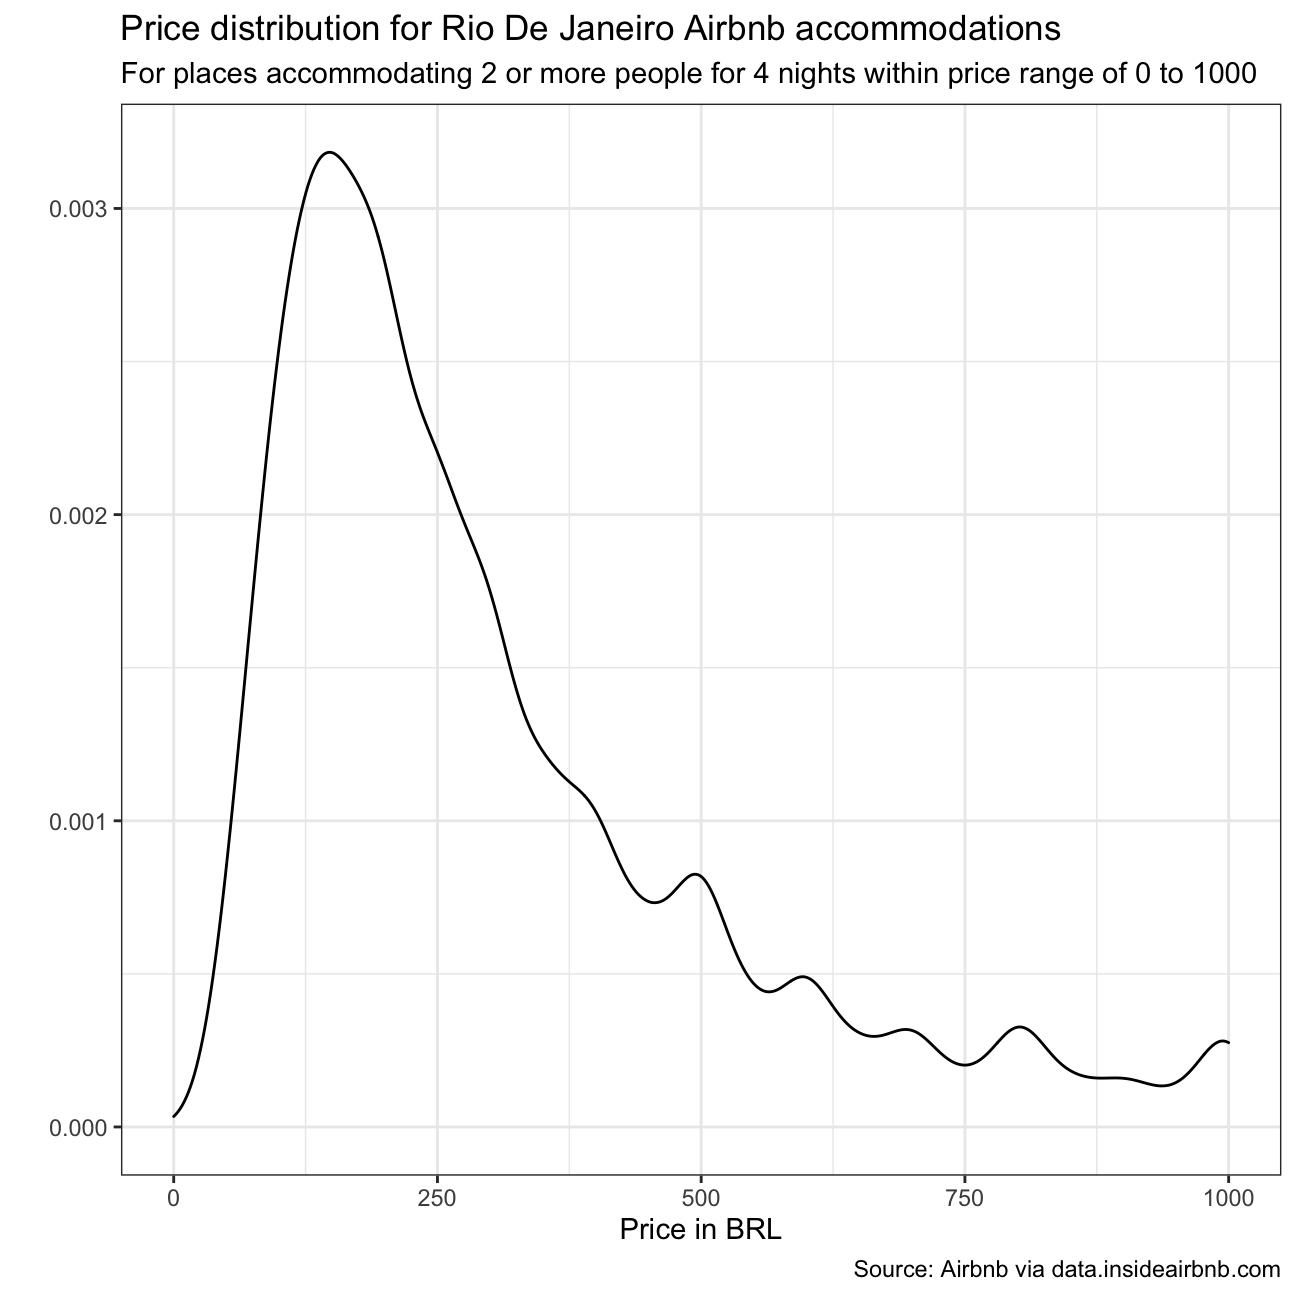 Price distribution for Rio De Janeiro Airbnb accommodations
For places accommodating 2 or more people for 4 nights within price range of 0 to 1000
0.003
0.002
0.001
0.000
0 250 500 750 1000
Price in BRL
Source: Airbnb via data.insideairbnb.com